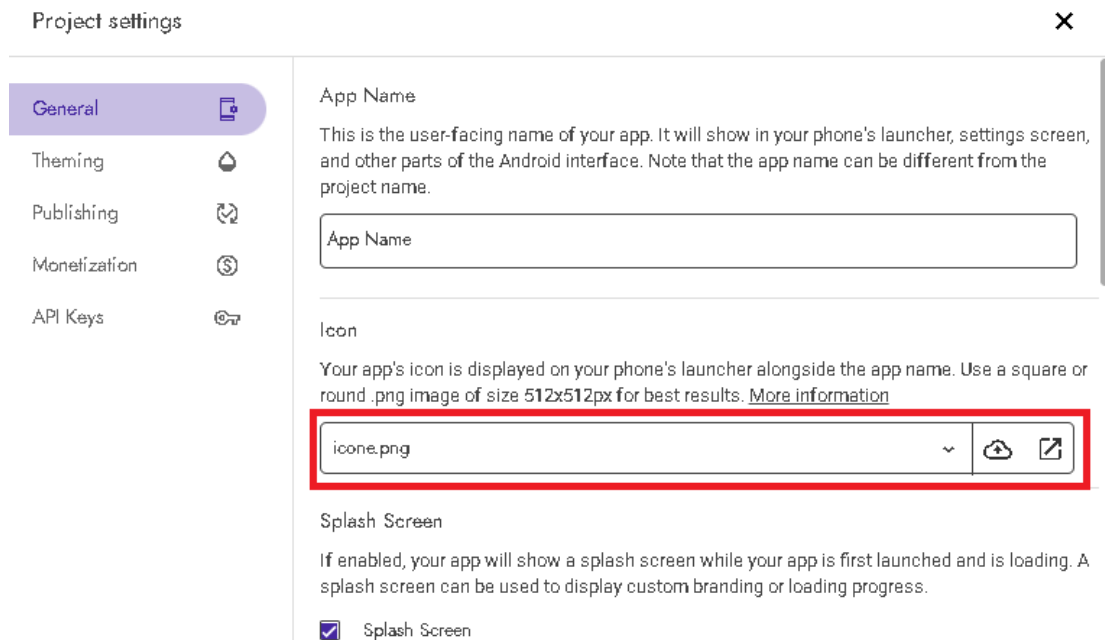 Project settings
General
Theming
Publishing
Monetization
API Keys
App Name
This is the user-facing name of your app. It will show in your phone's launcher, settings screen,
and other parts of the Android interface. Note that the app name can be different from the
project name.
App Name
Icon
Your app's icon is displayed on your phone's launcher alongside the app name. Use a square or
round .png image of size 512x512px for best results. More information
icone.png
Splash Screen
If enabled, your app will show a splash screen while your app is first launched and is loading. A
splash screen can be used to display custom branding or loading progress.
Splash Screen